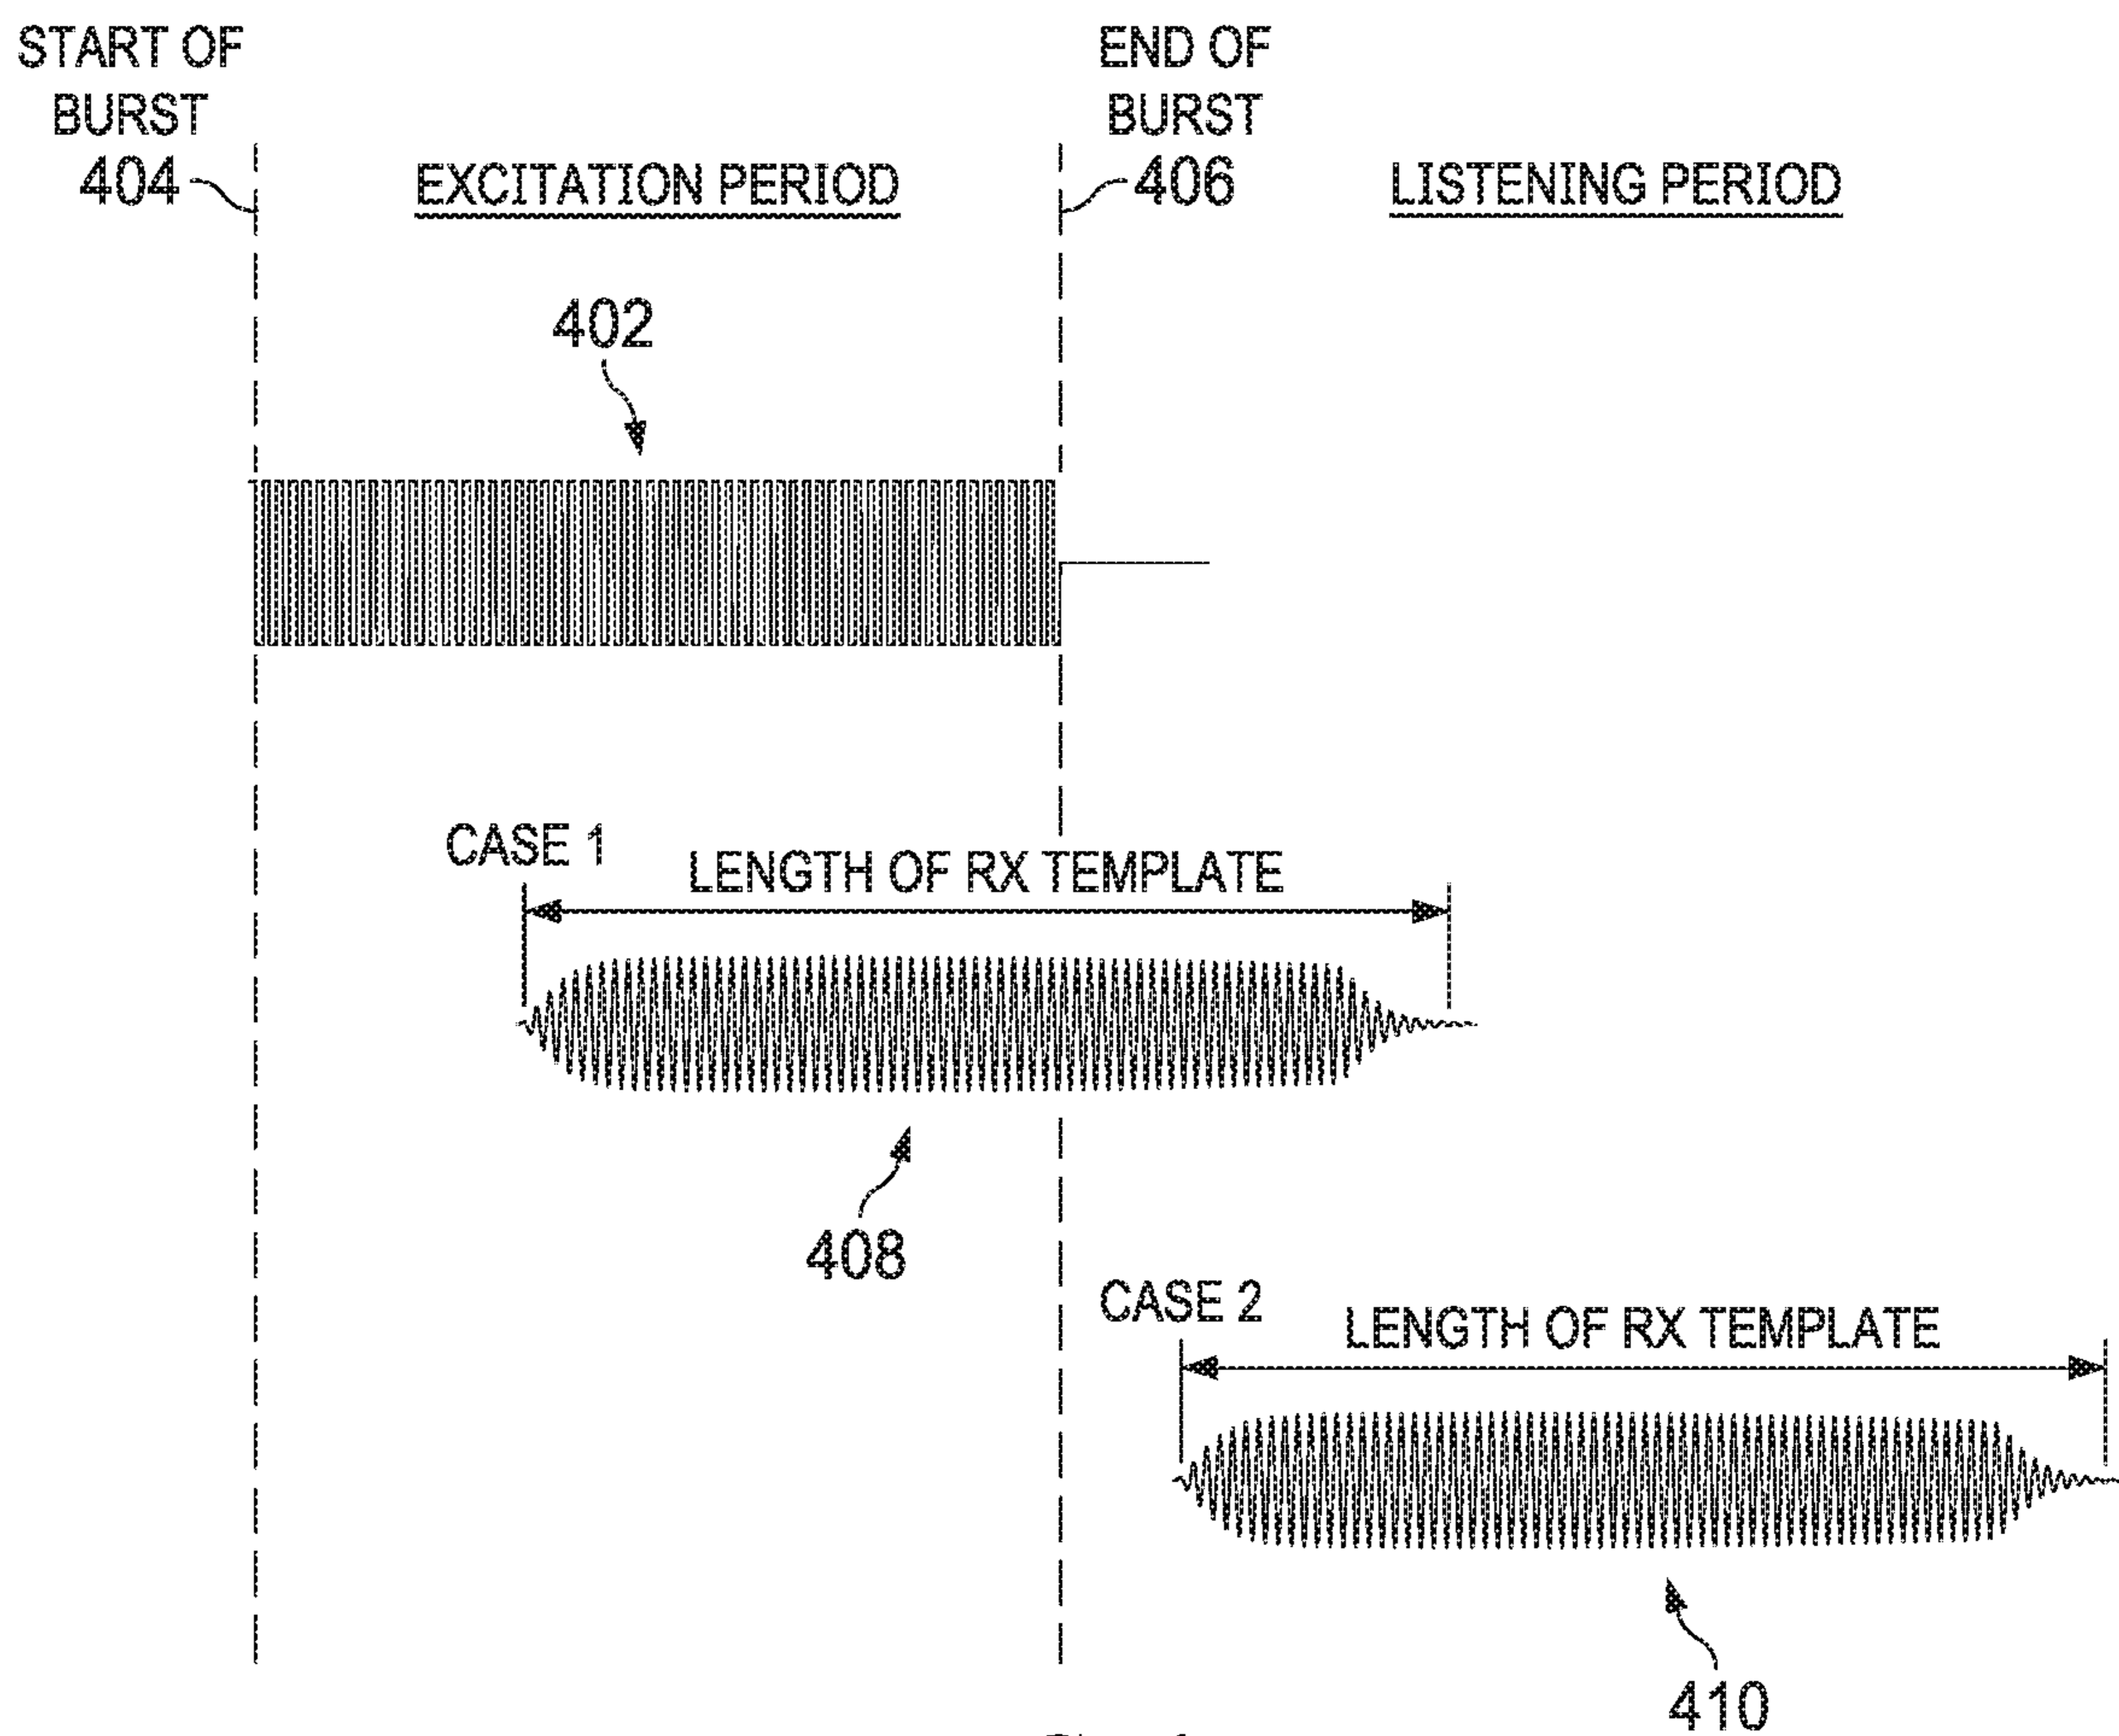 START OF
BURST
404
EXCITATION PERIOD
END OF
BURST
406
LISTENING PERIOD
402
CASE 1
LENGTH OF RX TEMPLATE
408
CASE 2
LENGTH OF RX TEMPLATE
410